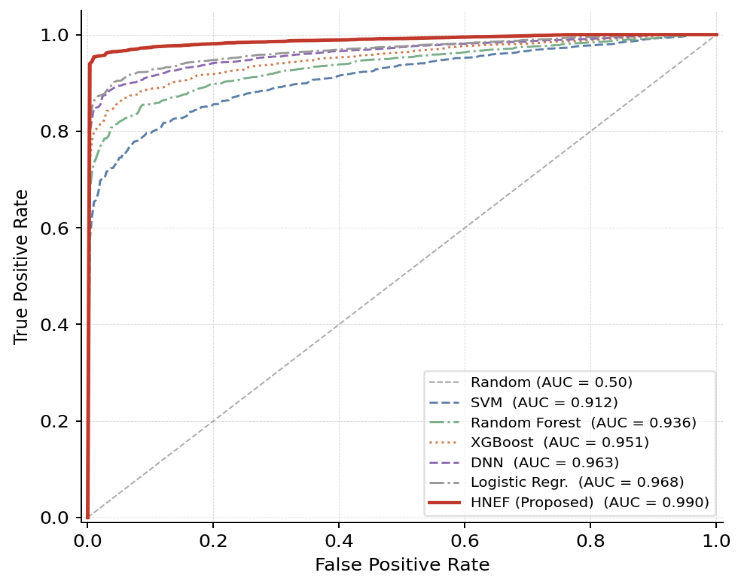 1.0
0.8
0.6
0.4
0.2
0.0
True Positive Rate
Random (AUC = 0.50)
SVM (AUC = 0.912)
Random Forest (AUC = 0.936)
XGBoost (AUC = 0.951)
DNN (AUC = 0.963)
Logistic Regr. (AUC = 0.968)
HNEF (Proposed) (AUC = 0.990)
0.0 0.2 0.4 0.6 0.8 1.0
False Positive Rate